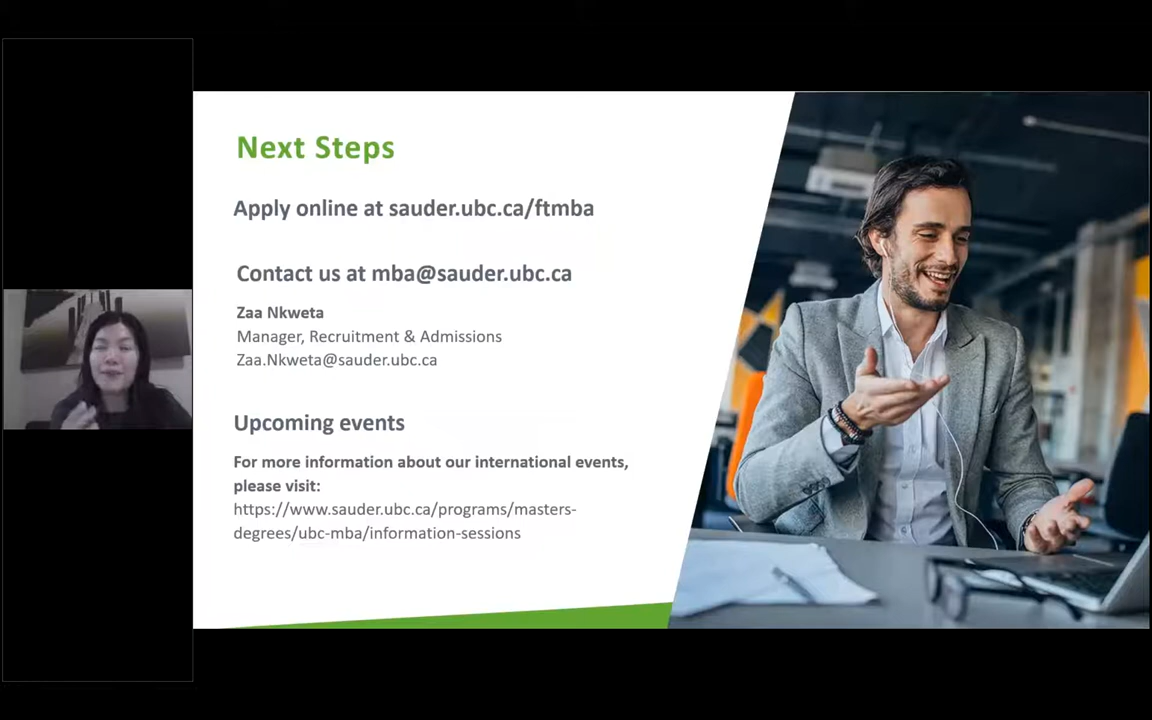 Next Steps
Apply online at sauder.ubc.ca/ftmba
Contact us at mba@sauder.ubc.ca
Zaa Nkweta
Manager, Recruitment & Admissions
Zaa.Nkweta@sauder.ubc.ca
Upcoming events
For more information about our international events,
please visit:
https://www.sauder.ubc.ca/programs/masters-
degrees/ubc-mba/information-sessions